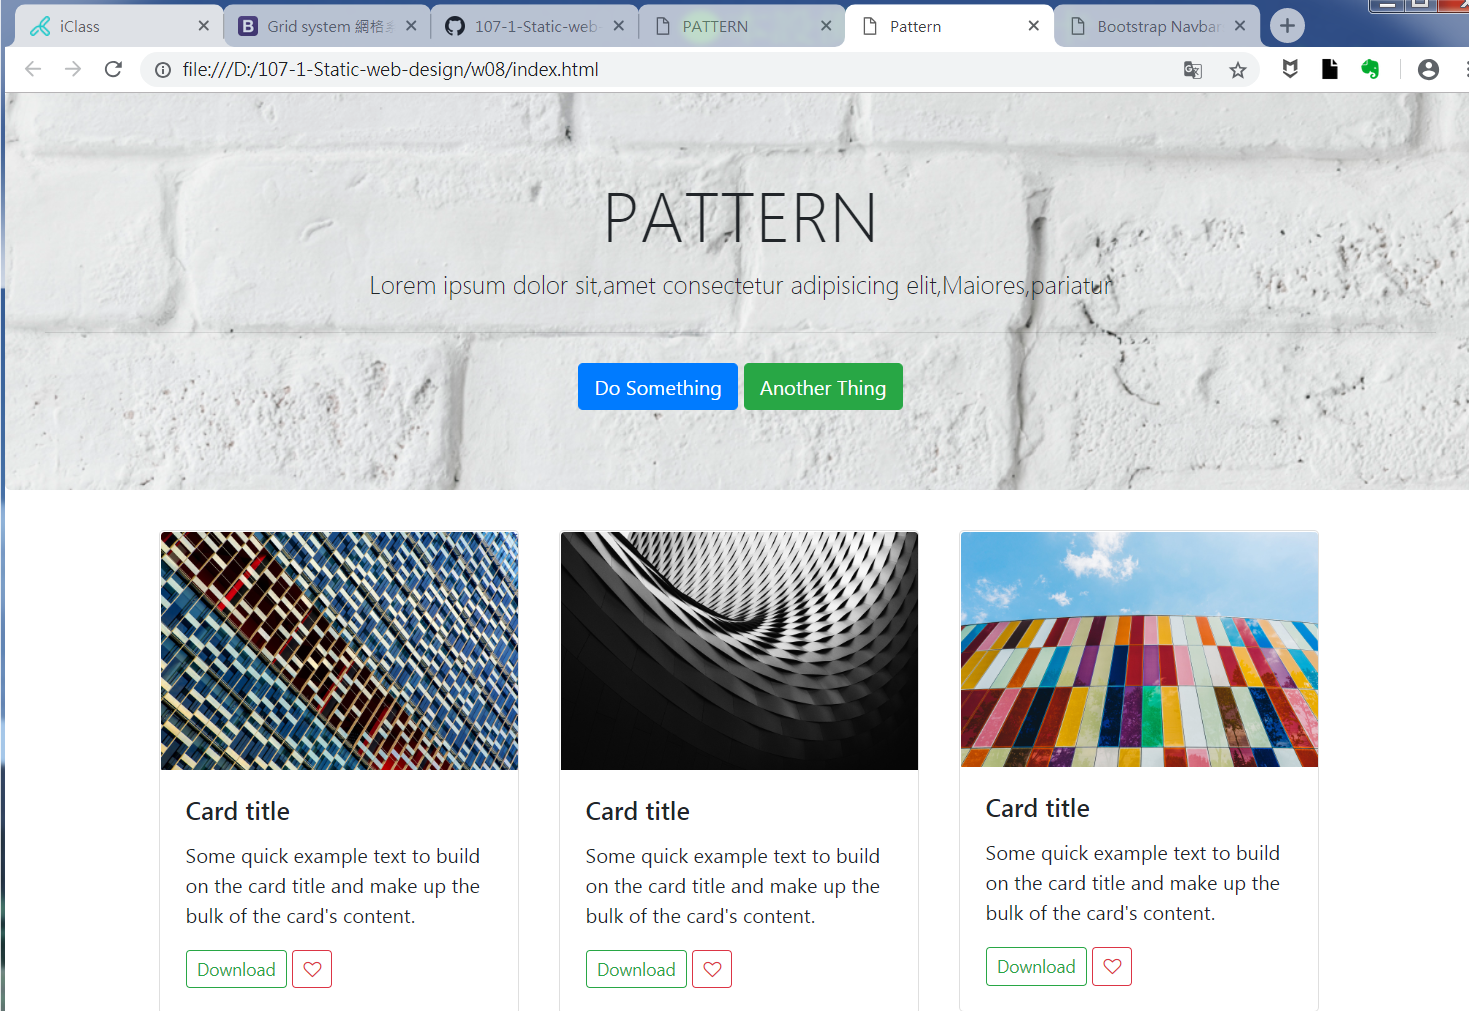 iClass
Grid system 網格
107-1-Static-web-
PATTERN
Pattern
Bootstrap Navbar
file:///D:/107-1-Static-web-design/w08/index.html
PATTERN
Lorem ipsum dolor sit,amet consectetur adipisicing elit,Maiores,pariatur
Do Something
Another Thing
Card title
Some quick example text to build
on the card title and make up the
bulk of the card's content.
Download
Card title
Some quick example text to build
on the card title and make up the
bulk of the card's content.
Download
Card title
Some quick example text to build
on the card title and make up the
bulk of the card's content.
Download